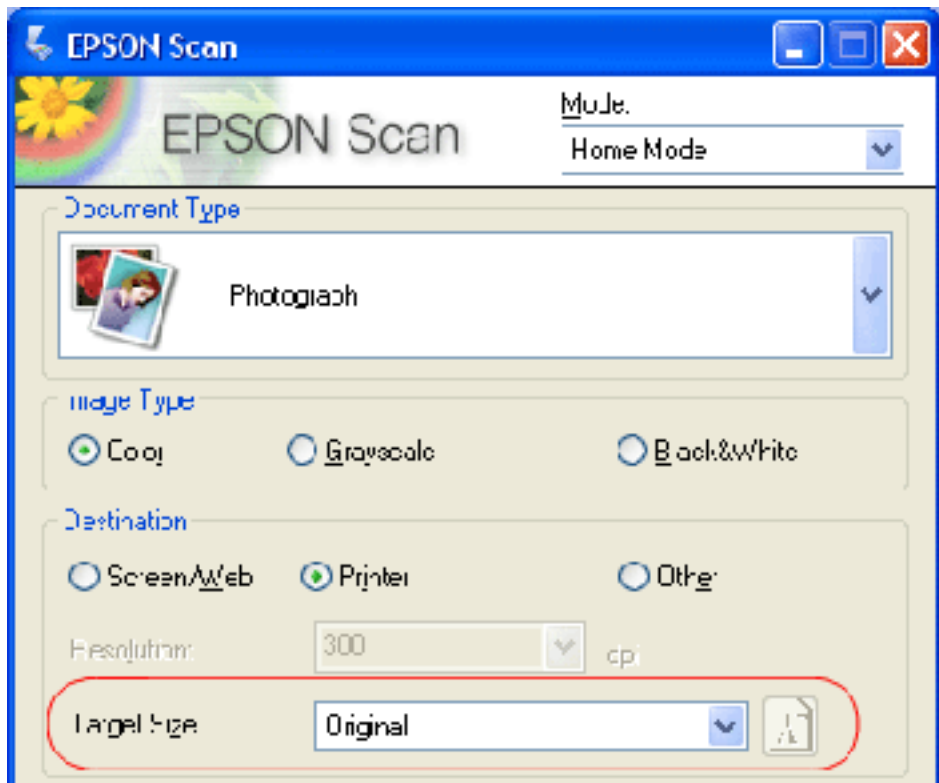 EPSON Scan
EPSON Scan
Mode:
Home Mode
Document Type
Photograph
Image Type
Color Grayscale Black&White
Destination
Screen/Web Printer Other
Resolution: 300 dpi
Target Size Original